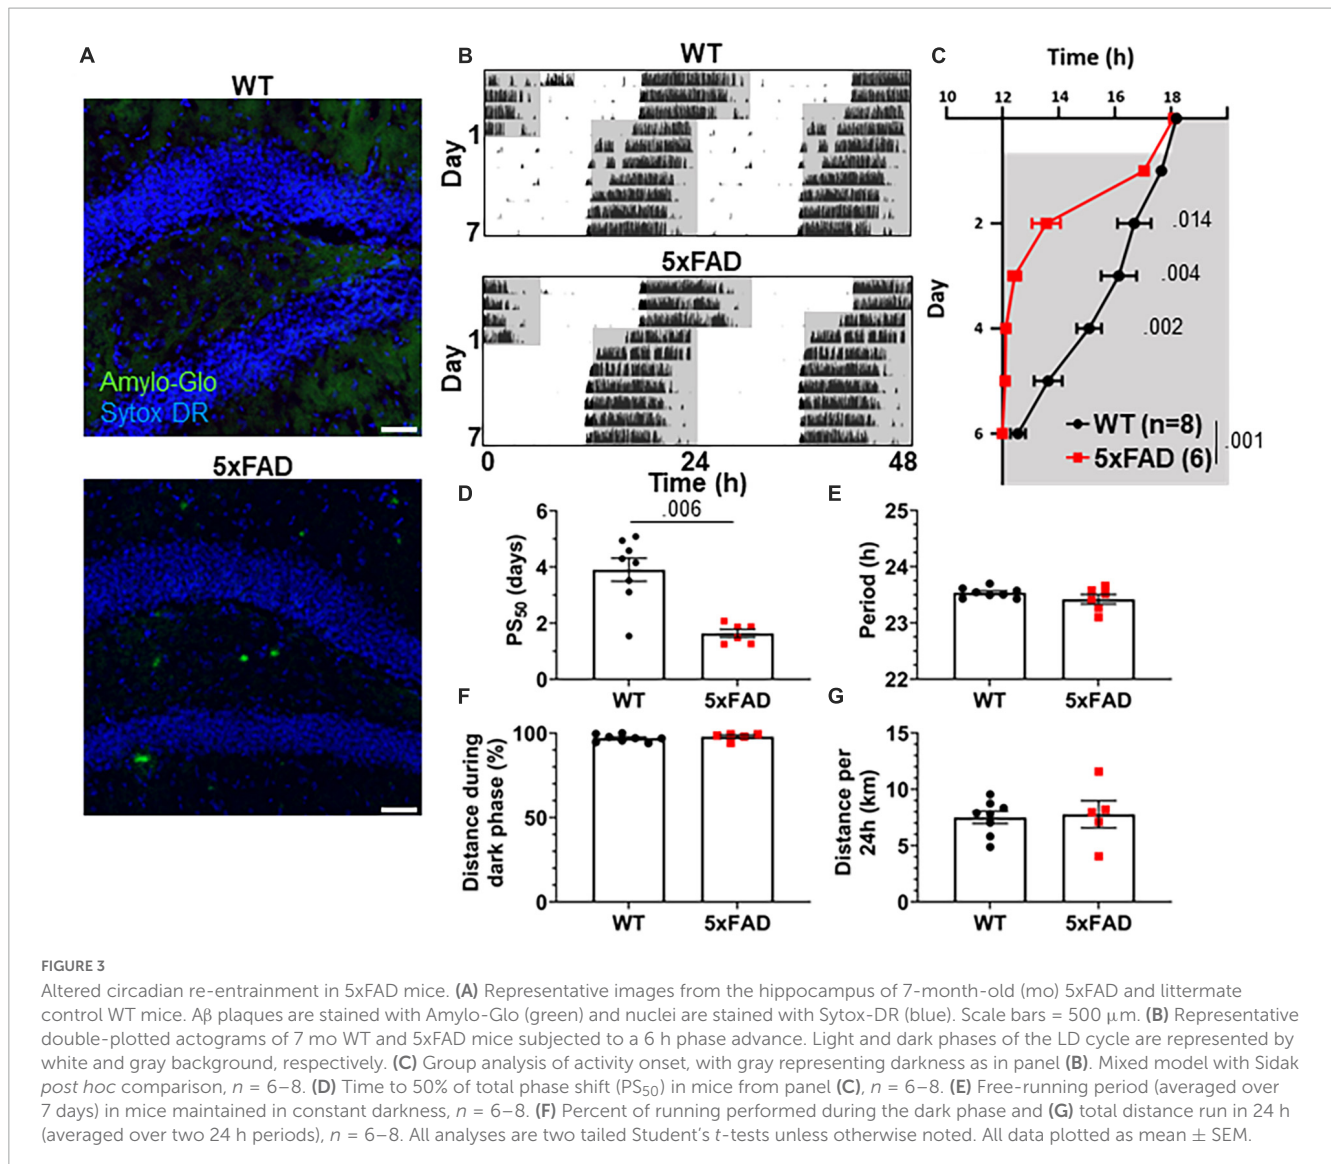 A
WT
Amylo-Glo
Sytox DR
5xFAD
B
WT
Day
1
7
5xFAD
Day
1
7
0 24 48
Time (h)
C
Time (h)
10 12 14 16 18
Day
2
4
6
.014
.004
.002
WT (n=8)
5xFAD (6)
.001
D
PS50 (days)
6
4
2
0
.006
WT 5xFAD
E
Period (h)
25
24
23
22
WT 5xFAD
F
Distance during
dark phase (%)
100
50
0
WT 5xFAD
G
Distance per
24h (km)
15
10
5
0
WT 5xFAD
FIGURE 3
Altered circadian re-entrainment in 5xFAD mice. (A) Representative images from the hippocampus of 7-month-old (mo) 5xFAD and littermate
control WT mice. Aβ plaques are stained with Amylo-Glo (green) and nuclei are stained with Sytox-DR (blue). Scale bars = 500 μm. (B) Representative
double-plotted actograms of 7 mo WT and 5xFAD mice subjected to a 6 h phase advance. Light and dark phases of the LD cycle are represented by
white and gray background, respectively. (C) Group analysis of activity onset, with gray representing darkness as in panel (B). Mixed model with Sidak
post hoc comparison, n = 6–8. (D) Time to 50% of total phase shift (PS50) in mice from panel (C), n = 6–8. (E) Free-running period (averaged over
7 days) in mice maintained in constant darkness, n = 6–8. (F) Percent of running performed during the dark phase and (G) total distance run in 24 h
(averaged over two 24 h periods), n = 6–8. All analyses are two tailed Student's t-tests unless otherwise noted. All data plotted as mean ± SEM.